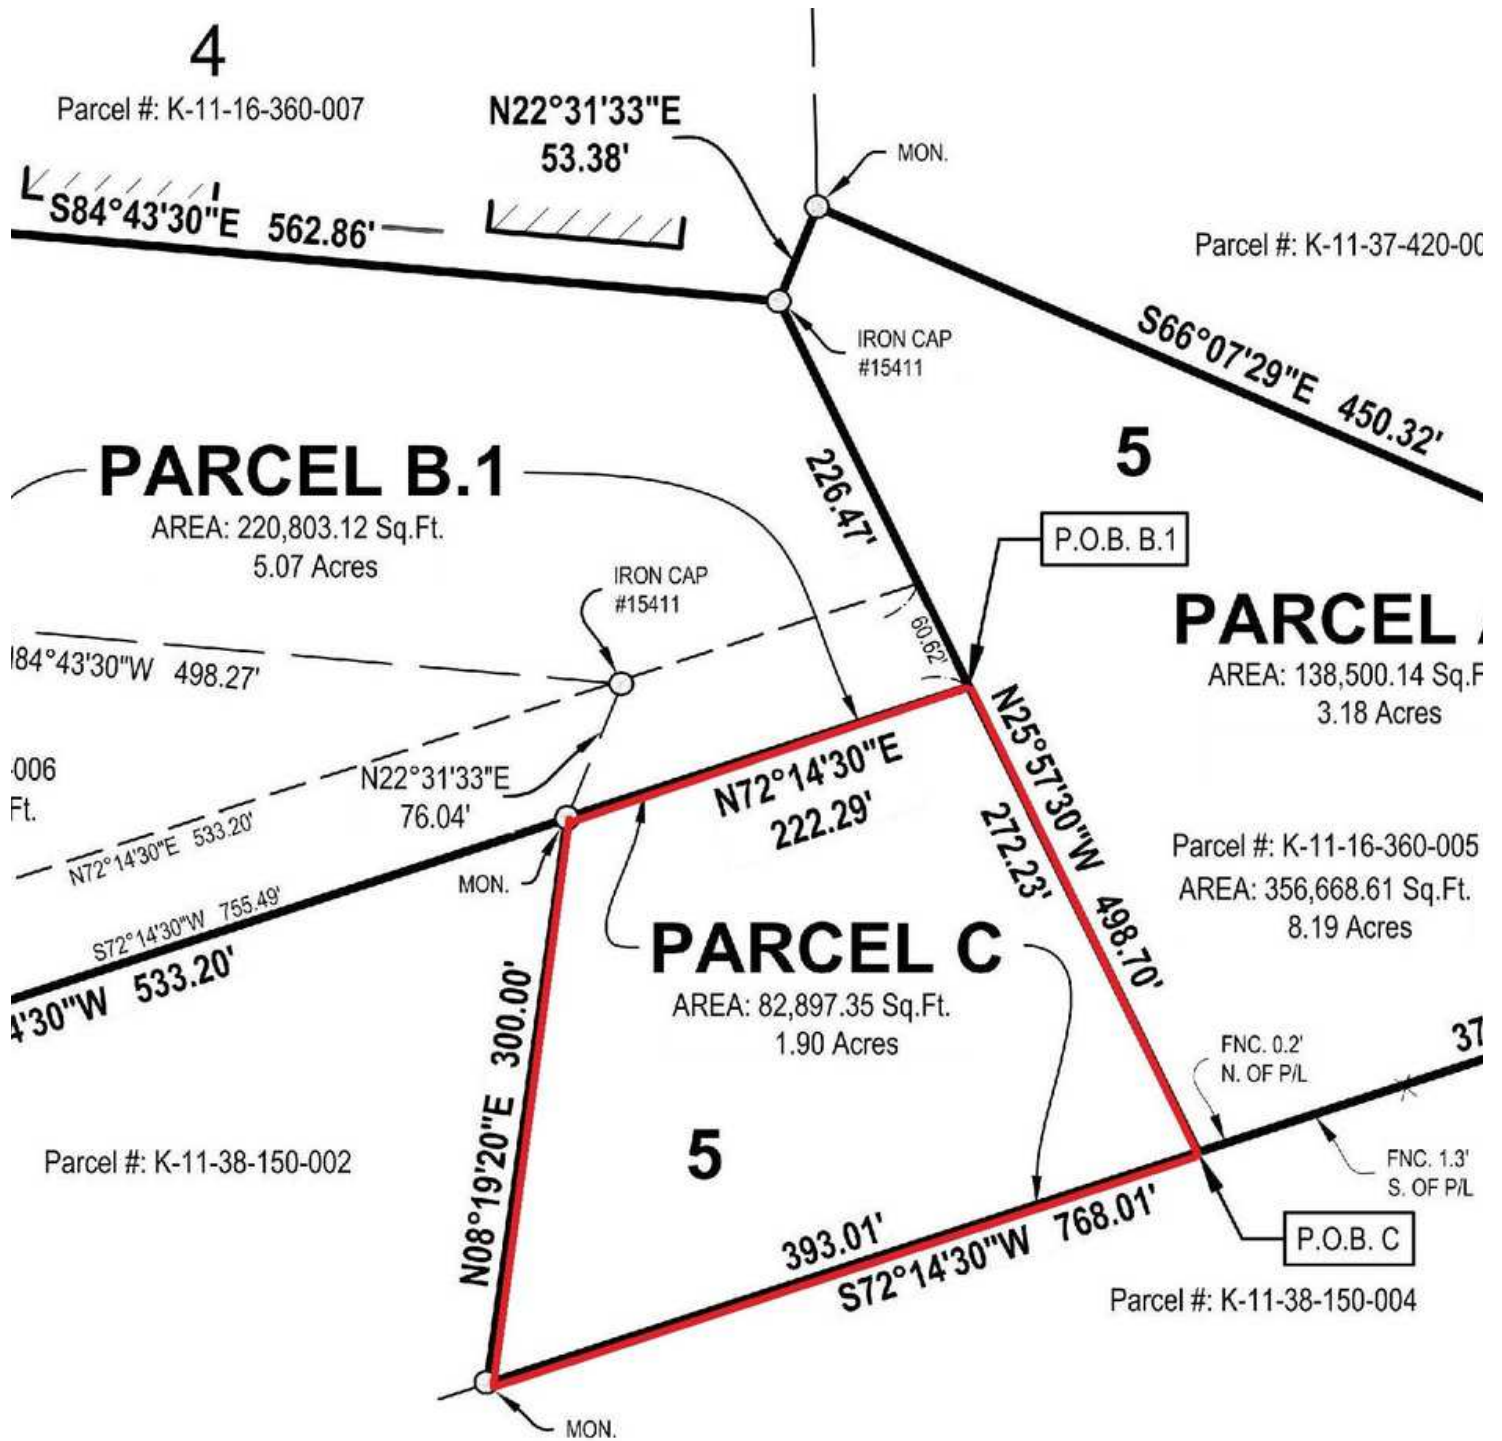 4
Parcel #: K-11-16-360-007
N22°31'33"E
53.38'
MON.
S84°43'30"E 562.86'
Parcel #: K-11-37-420-00
IRON CAP
#15411
S66°07'29"E 450.32'
5
226.47'
PARCEL B.1
AREA: 220,803.12 Sq.Ft.
5.07 Acres
P.O.B. B.1
IRON CAP
#15411
60.62'
PARCEL
AREA: 138,500.14 Sq.F
3.18 Acres
84°43'30"W 498.27'
N25°57'30"W 498.70'
272.23'
N72°14'30"E
222.29'
-006
Ft.
N22°31'33"E
76.04'
N72°14'30"E 533.20'
MON.
S72°14'30"W 755.49'
4'30"W 533.20'
Parcel #: K-11-16-360-005
AREA: 356,668.61 Sq.Ft.
8.19 Acres
PARCEL C
AREA: 82,897.35 Sq.Ft.
1.90 Acres
N08°19'20"E 300.00'
FNC. 0.2'
N. OF P/L
37
5
Parcel #: K-11-38-150-002
FNC. 1.3'
S. OF P/L
393.01'
S72°14'30"W 768.01'
P.O.B. C
Parcel #: K-11-38-150-004
MON.